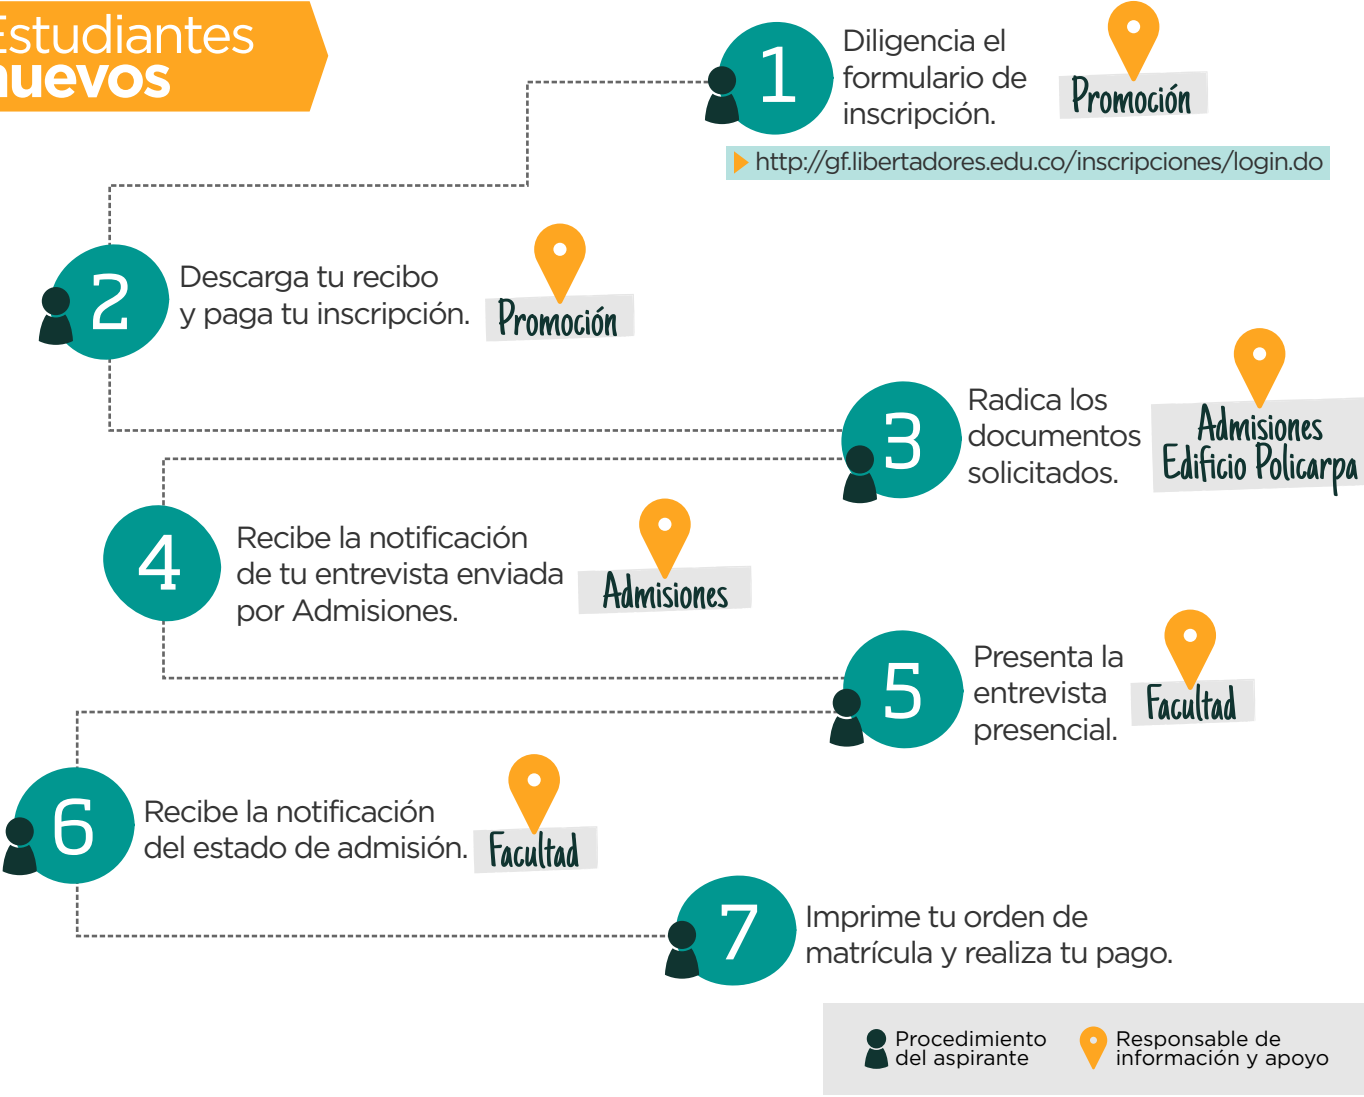 Estudiantes
nuevos
1
Diligencia el
formulario de
inscripción.
Promoción
http://gf.libertadores.edu.co/inscripciones/login.do
2
Descarga tu recibo
y paga tu inscripción.
Promoción
3
Radica los
documentos
solicitados.
Admisiones
Edificio Policarpa
4
Recibe la notificación
de tu entrevista enviada
por Admisiones.
Admisiones
5
Presenta la
entrevista
presencial.
Facultad
6
Recibe la notificación
del estado de admisión.
Facultad
7
Imprime tu orden de
matrícula y realiza tu pago.
Procedimiento
del aspirante
Responsable de
información y apoyo